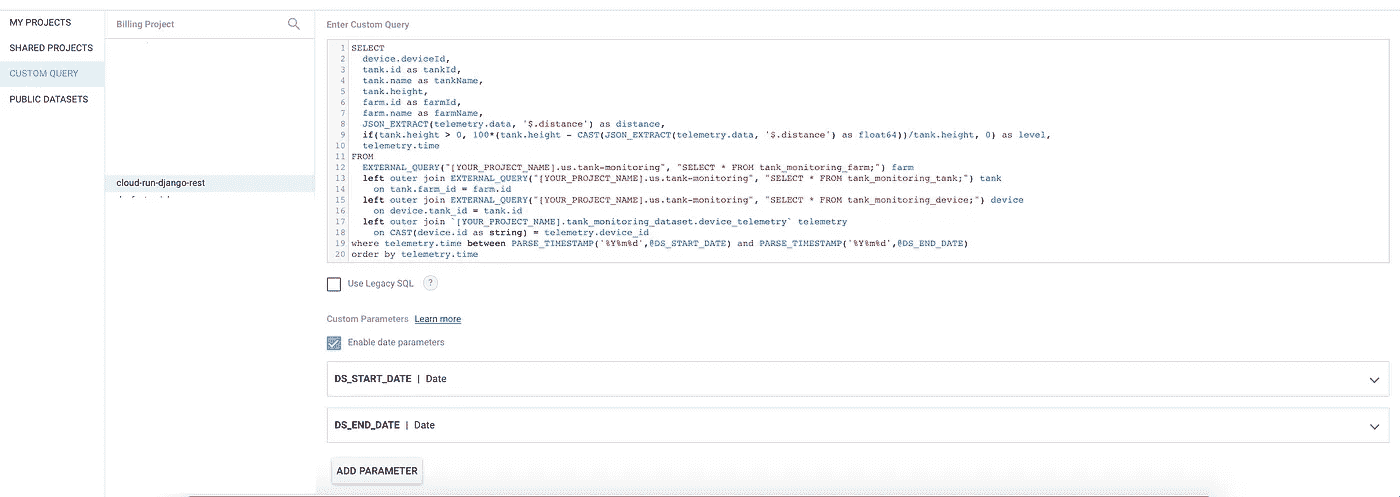 MY PROJECTS
SHARED PROJECTS
CUSTOM QUERY
PUBLIC DATASETS
Billing Project
cloud-run-django-rest
Enter Custom Query
1 SELECT
2 device.deviceId,
3 tank.id as tankId,
4 tank.name as tankName,
5 tank.height,
6 farm.id as farmId,
7 farm.name as farmName,
8 JSON_EXTRACT(telemetry.data, '$.distance') as distance,
9 if(tank.height > 0, 100*(tank.height - CAST(JSON_EXTRACT(telemetry.data, '$.distance') as float64))/tank.height, 0) as level,
10 telemetry.time
11 FROM
12 EXTERNAL_QUERY("[YOUR_PROJECT_NAME].us.tank-monitoring", "SELECT * FROM tank_monitoring_farm;") farm
13 left outer join EXTERNAL_QUERY("[YOUR_PROJECT_NAME].us.tank-monitoring", "SELECT * FROM tank_monitoring_tank;") tank
14 on tank.farm_id = farm.id
15 left outer join EXTERNAL_QUERY("[YOUR_PROJECT_NAME].us.tank-monitoring", "SELECT * FROM tank_monitoring_device;") device
16 on device.tank_id = tank.id
17 left outer join `[YOUR_PROJECT_NAME].tank_monitoring_dataset.device_telemetry` telemetry
18 on CAST(device.id as string) = telemetry.device_id
19 where telemetry.time between PARSE_TIMESTAMP('%Y%m%d',@DS_START_DATE) and PARSE_TIMESTAMP('%Y%m%d',@DS_END_DATE)
20 order by telemetry.time
Use Legacy SQL ?
Custom Parameters Learn more
Enable date parameters
DS_START_DATE | Date
DS_END_DATE | Date
ADD PARAMETER